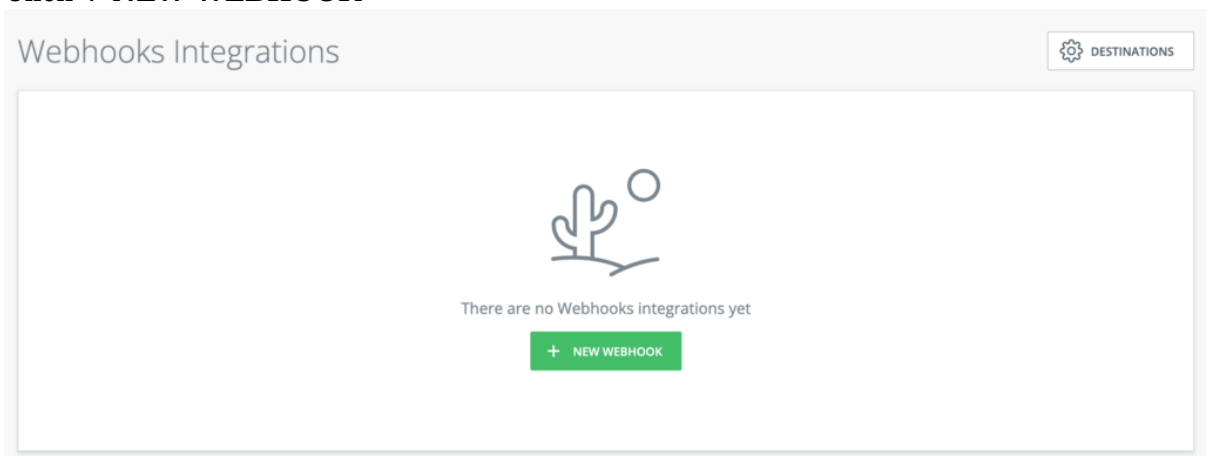 Webhooks Integrations
DESTINATIONS
There are no Webhooks integrations yet
+ NEW WEBHOOK